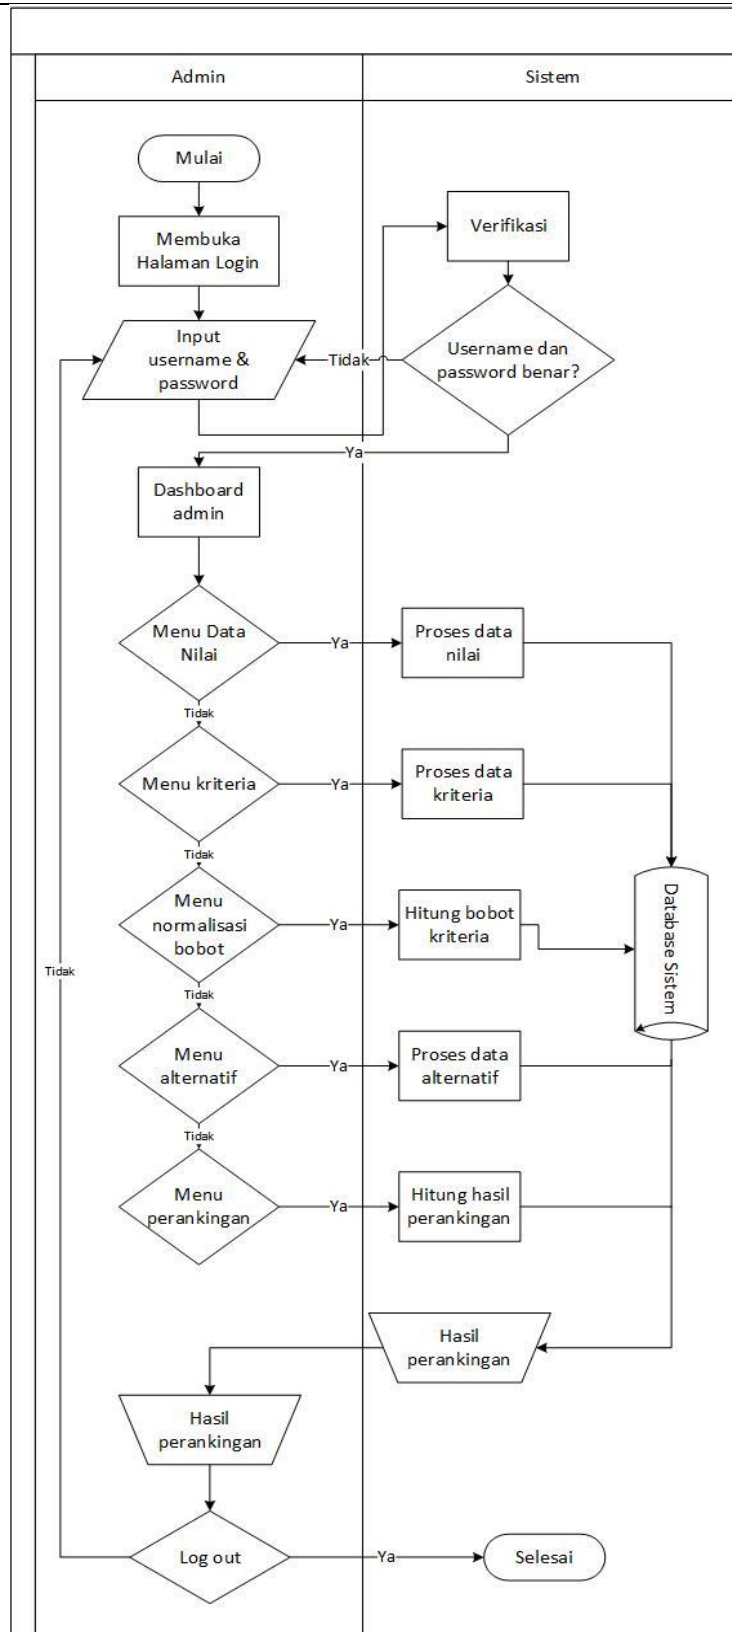 Admin
Sistem
Mulai
Membuka
Halaman Login
Verifikasi
Input
username &
password
Tidak
Username dan
password benar?
Ya
Dashboard
admin
Menu Data
Nilai
Ya
Proses data
nilai
Tidak
Menu kriteria
Ya
Proses data
kriteria
Tidak
Menu
normalisasi
bobot
Ya
Hitung bobot
kriteria
Database Sistem
Tidak
Tidak
Menu
alternatif
Ya
Proses data
alternatif
Tidak
Menu
perankingan
Ya
Hitung hasil
perankingan
Hasil
perankingan
Hasil
perankingan
Log out
Ya
Selesai